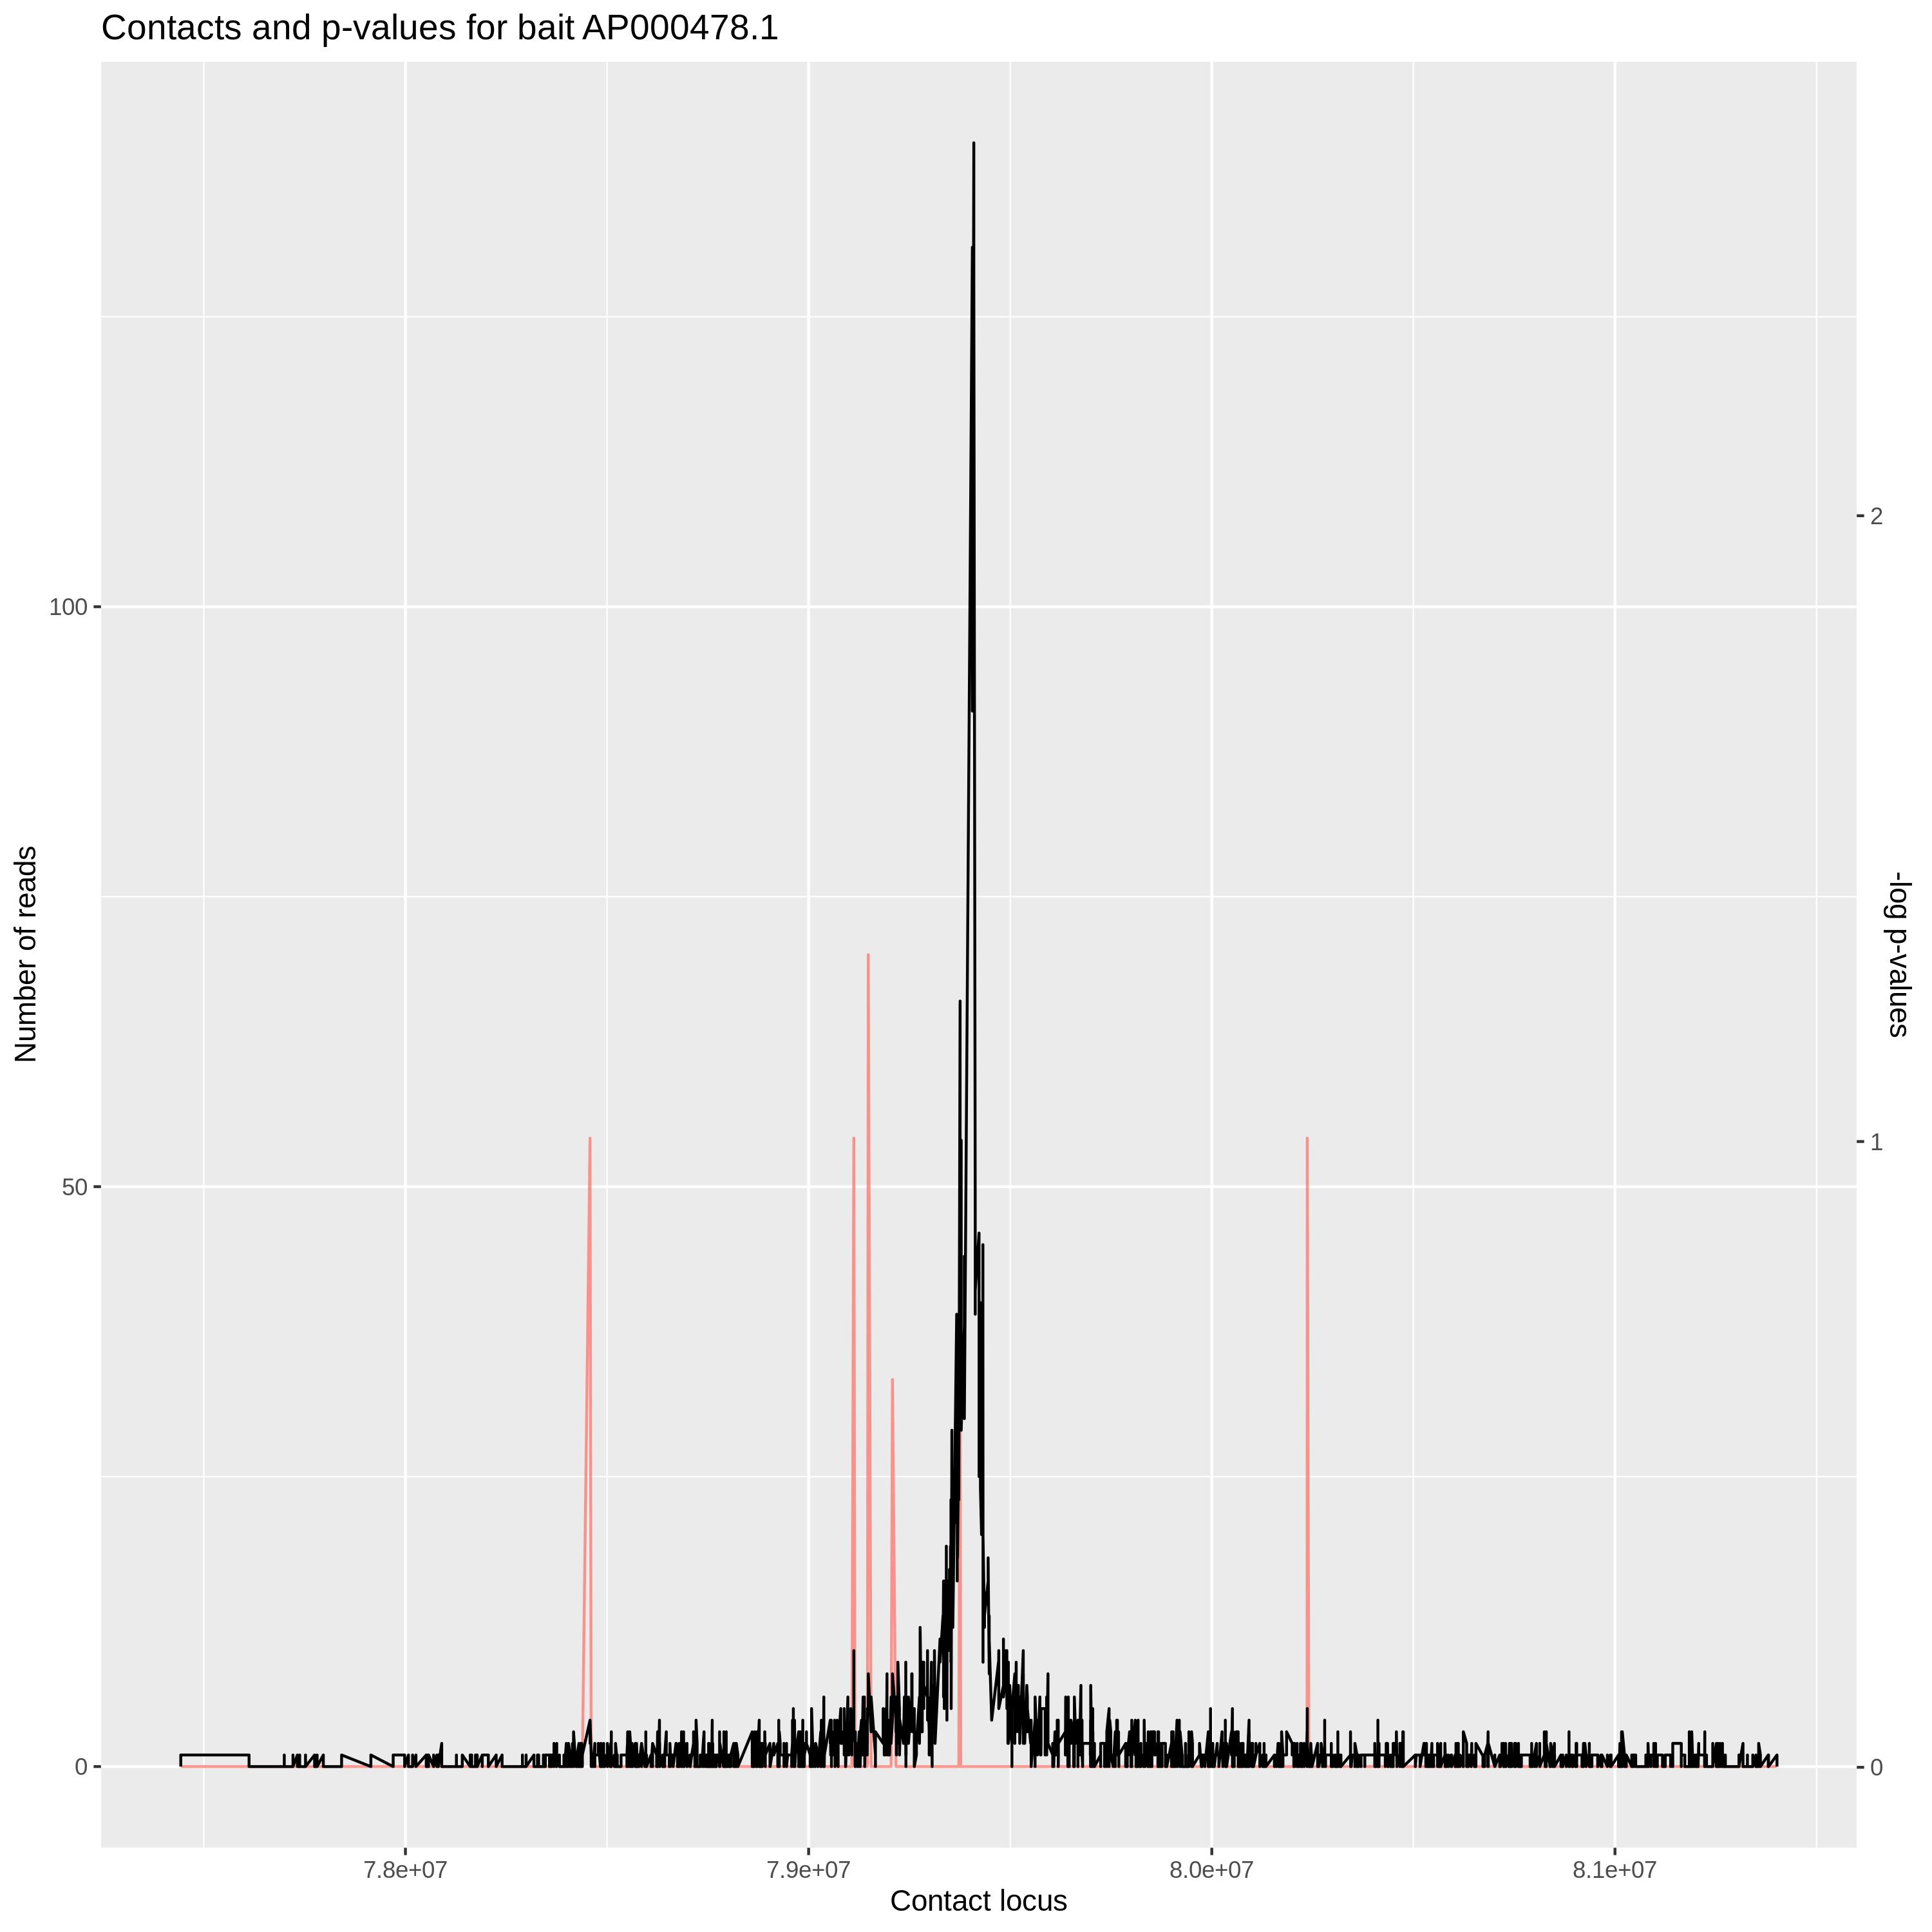 Contacts and p-values for bait AP000478.1
Number of reads
100
50
0
2
1
0
-log p-values
7.8e+07
7.9e+07
8.0e+07
8.1e+07
Contact locus